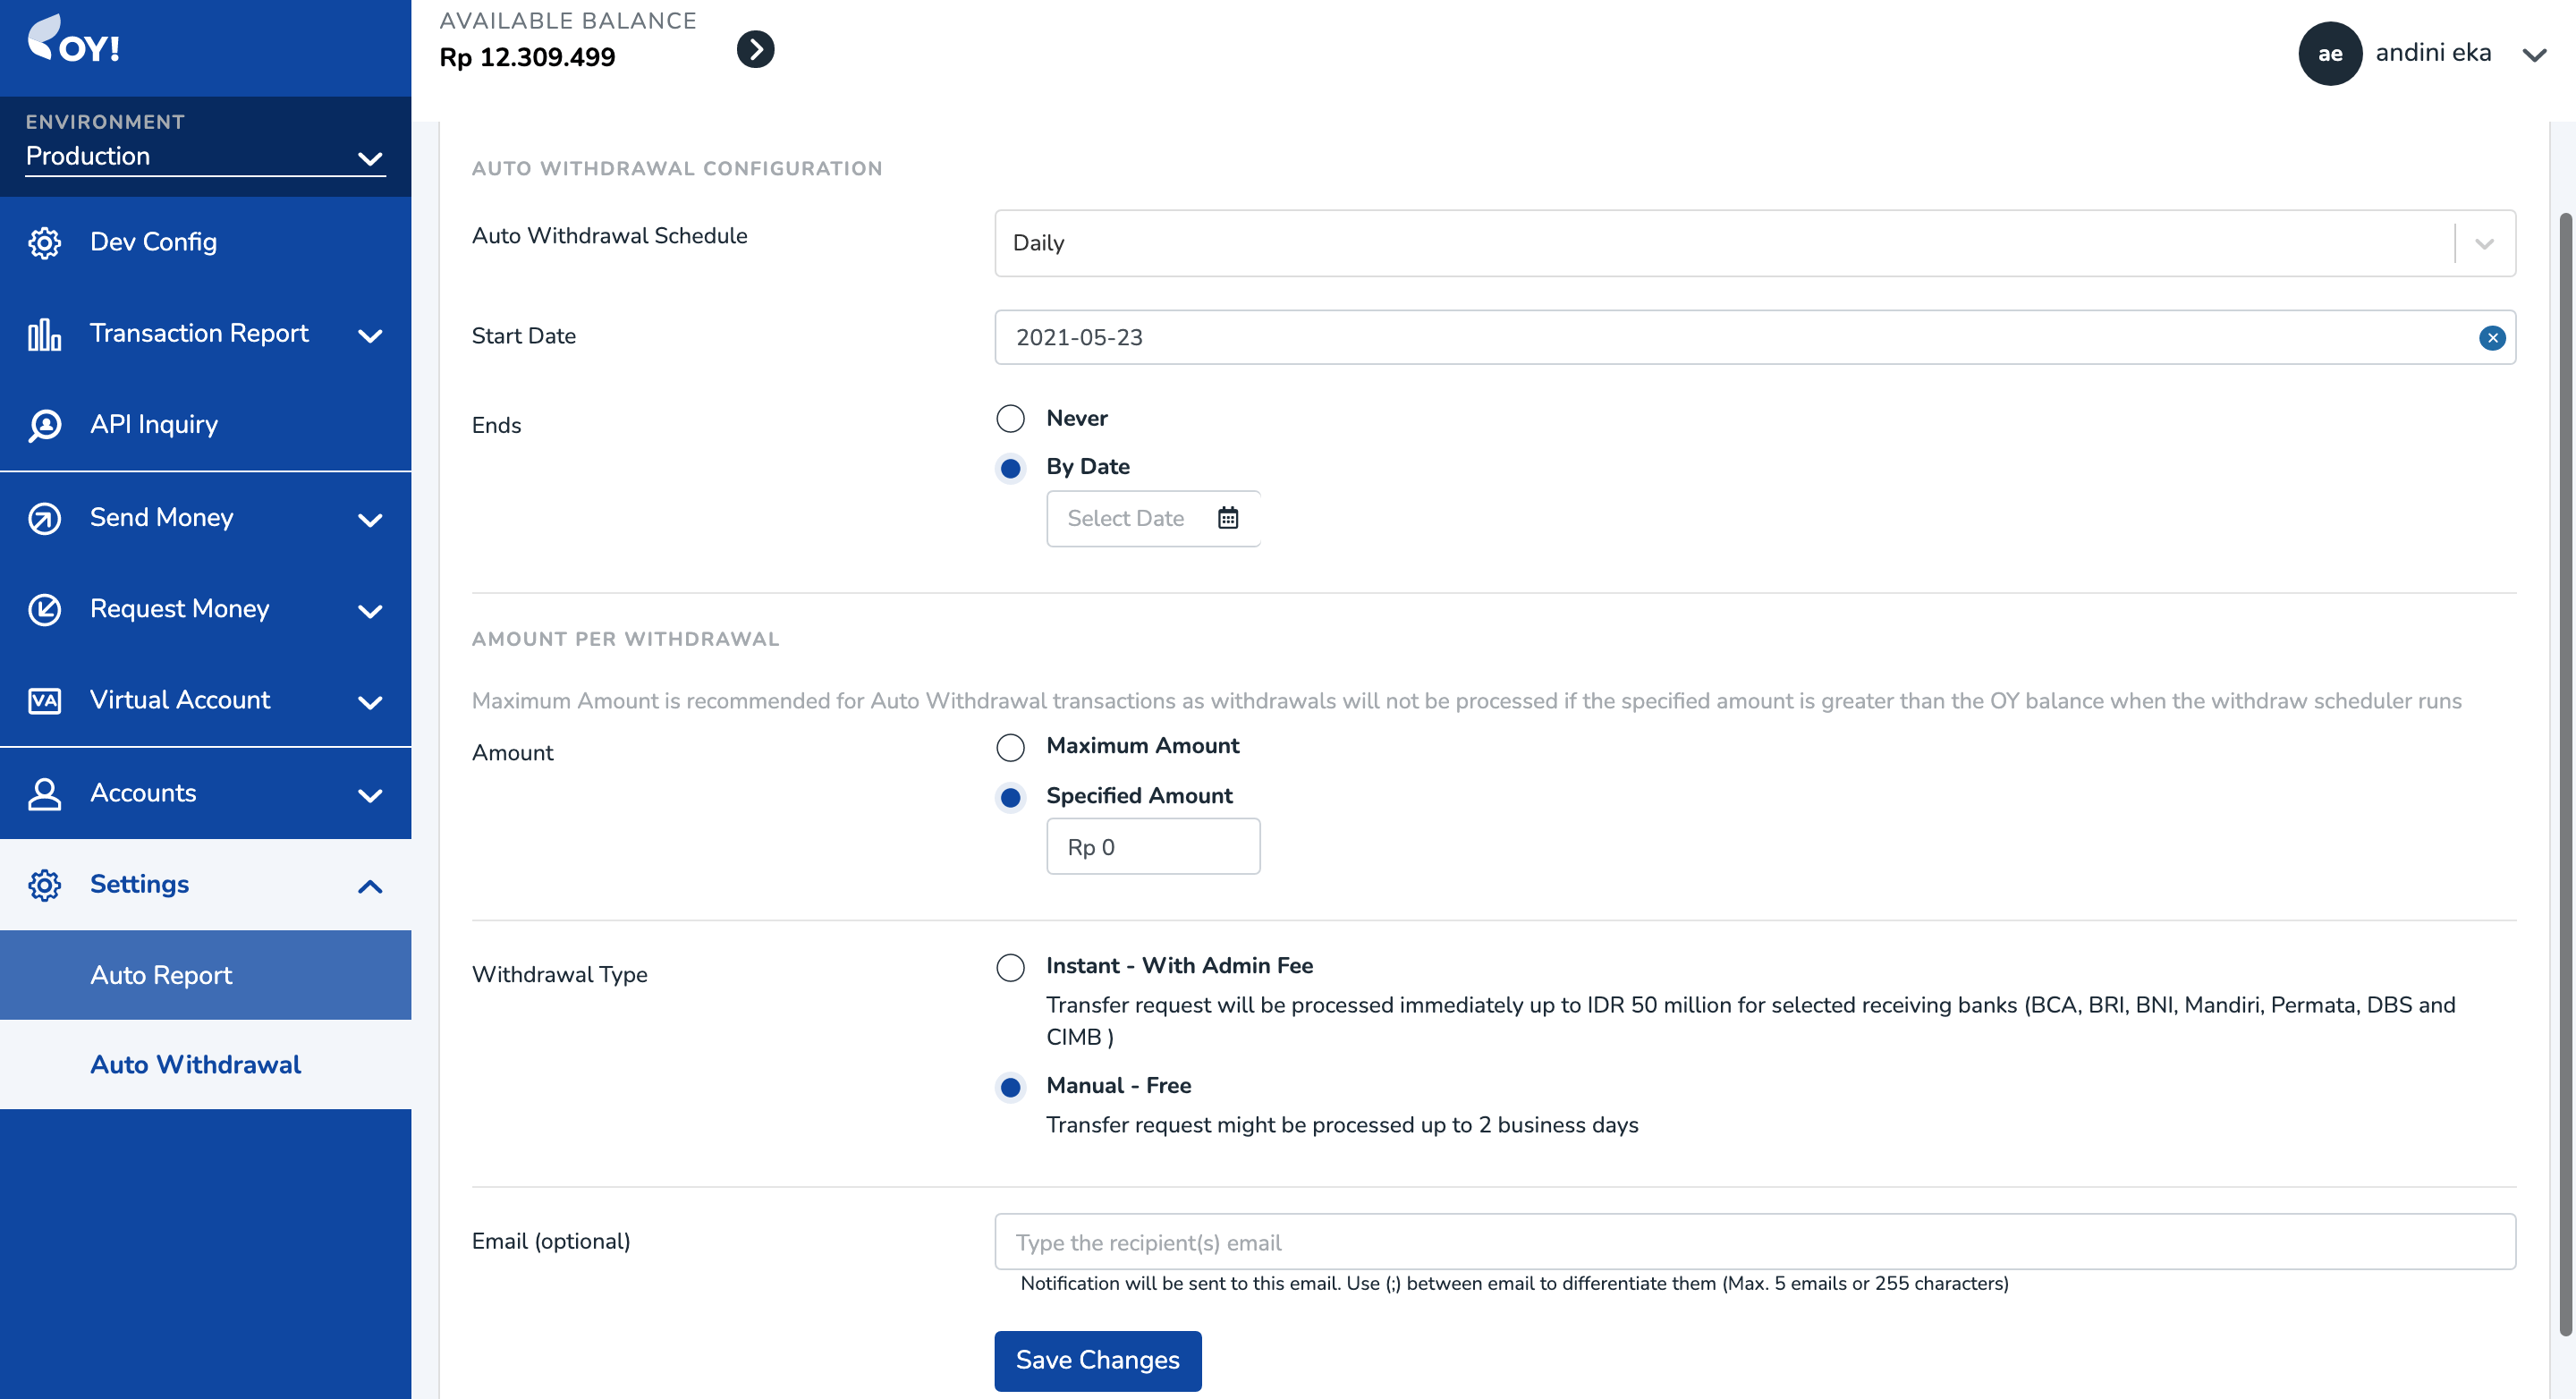 OY!
ENVIRONMENT
Production
Dev Config
Transaction Report
API Inquiry
Send Money
Request Money
VA
Virtual Account
Accounts
Settings
Auto Report
Auto Withdrawal
AVAILABLE BALANCE
Rp 12.309.499
ae
andini eka
AUTO WITHDRAWAL CONFIGURATION
Auto Withdrawal Schedule
Daily
Start Date
2021-05-23
Ends
Never
By Date
Select Date
AMOUNT PER WITHDRAWAL
Maximum Amount is recommended for Auto Withdrawal transactions as withdrawals will not be processed if the specified amount is greater than the OY balance when the withdraw scheduler runs
Amount
Maximum Amount
Specified Amount
Rp 0
Withdrawal Type
Instant - With Admin Fee
Transfer request will be processed immediately up to IDR 50 million for selected receiving banks (BCA, BRI, BNI, Mandiri, Permata, DBS and
CIMB )
Manual - Free
Transfer request might be processed up to 2 business days
Email (optional)
Type the recipient(s) email
Notification will be sent to this email. Use (;) between email to differentiate them (Max. 5 emails or 255 characters)
Save Changes